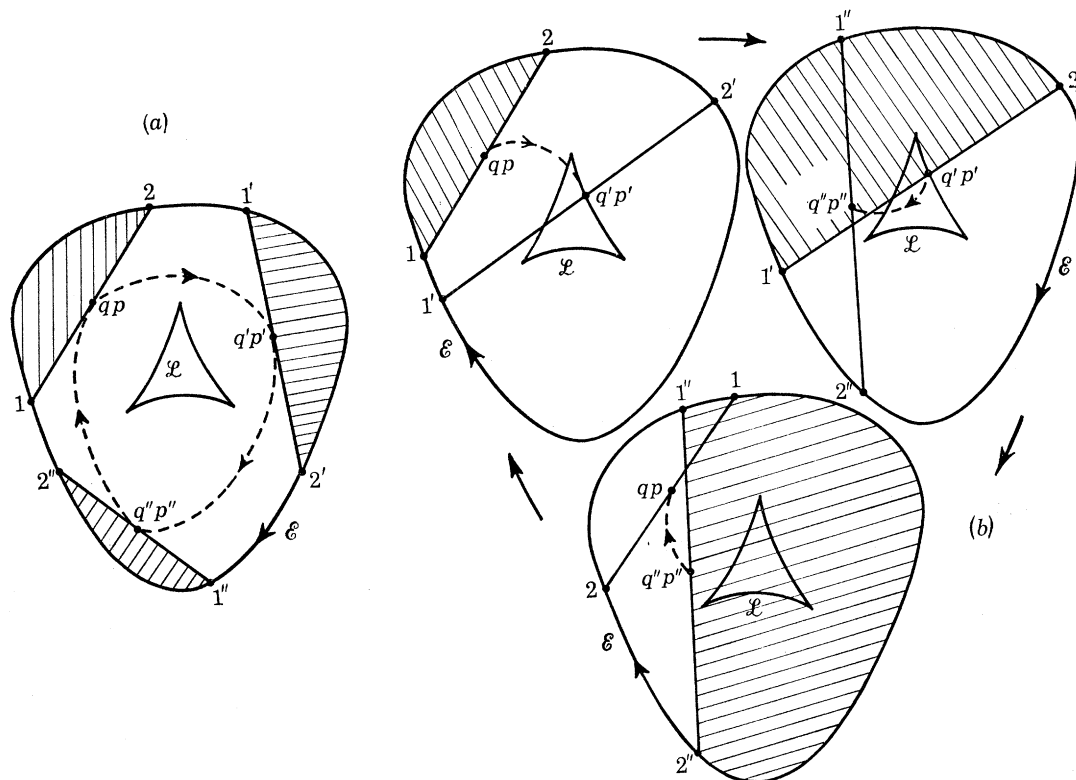 (a)
2
1′
qp
q′p′
ℒ
1
2″
2′
q″p″
ℰ
1″
2
2′
qp
q′p′
ℒ
1
1′
ℰ
1″
2
q′p′
q″p″
ℒ
1′
ℰ
2″
1″
1
qp
(b)
q″p″
2
ℒ
ℰ
2″